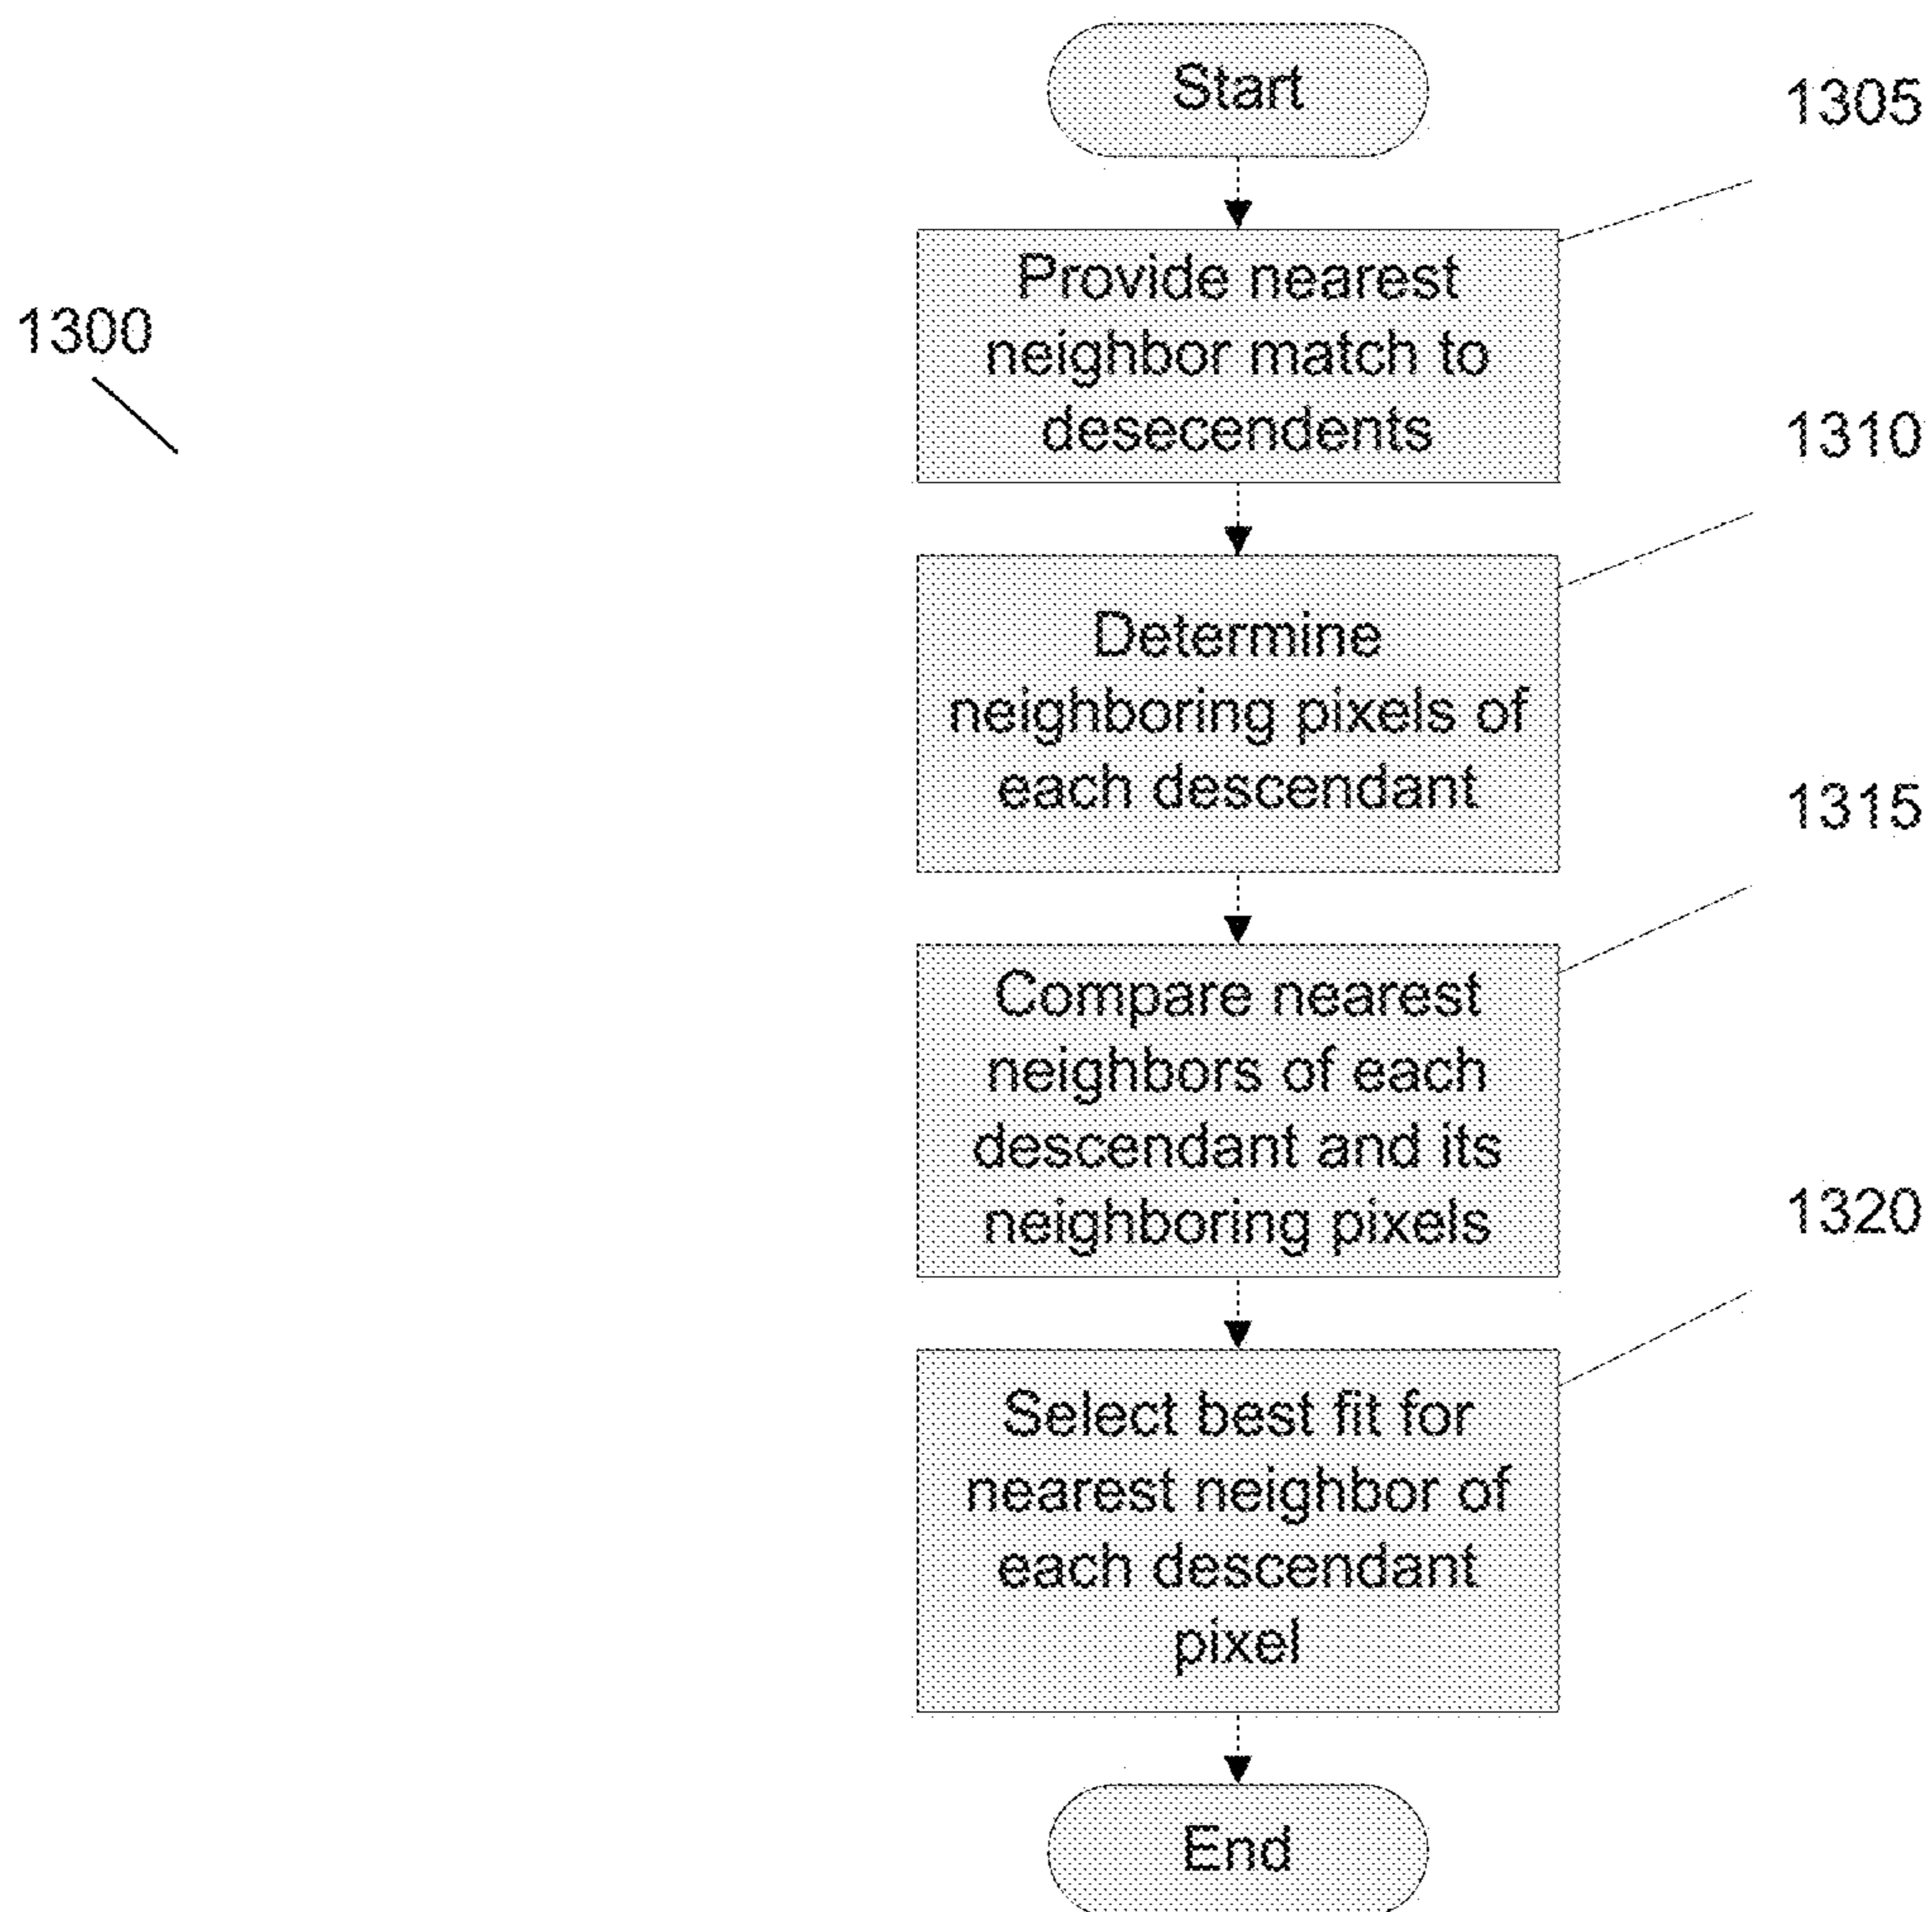 Start
1305
Provide nearest
neighbor match to
desecendents
1300
1310
Determine
neighboring pixels of
each descendant
1315
Compare nearest
neighbors of each
descendant and its
neighboring pixels
1320
Select best fit for
nearest neighbor of
each descendant
pixel
End